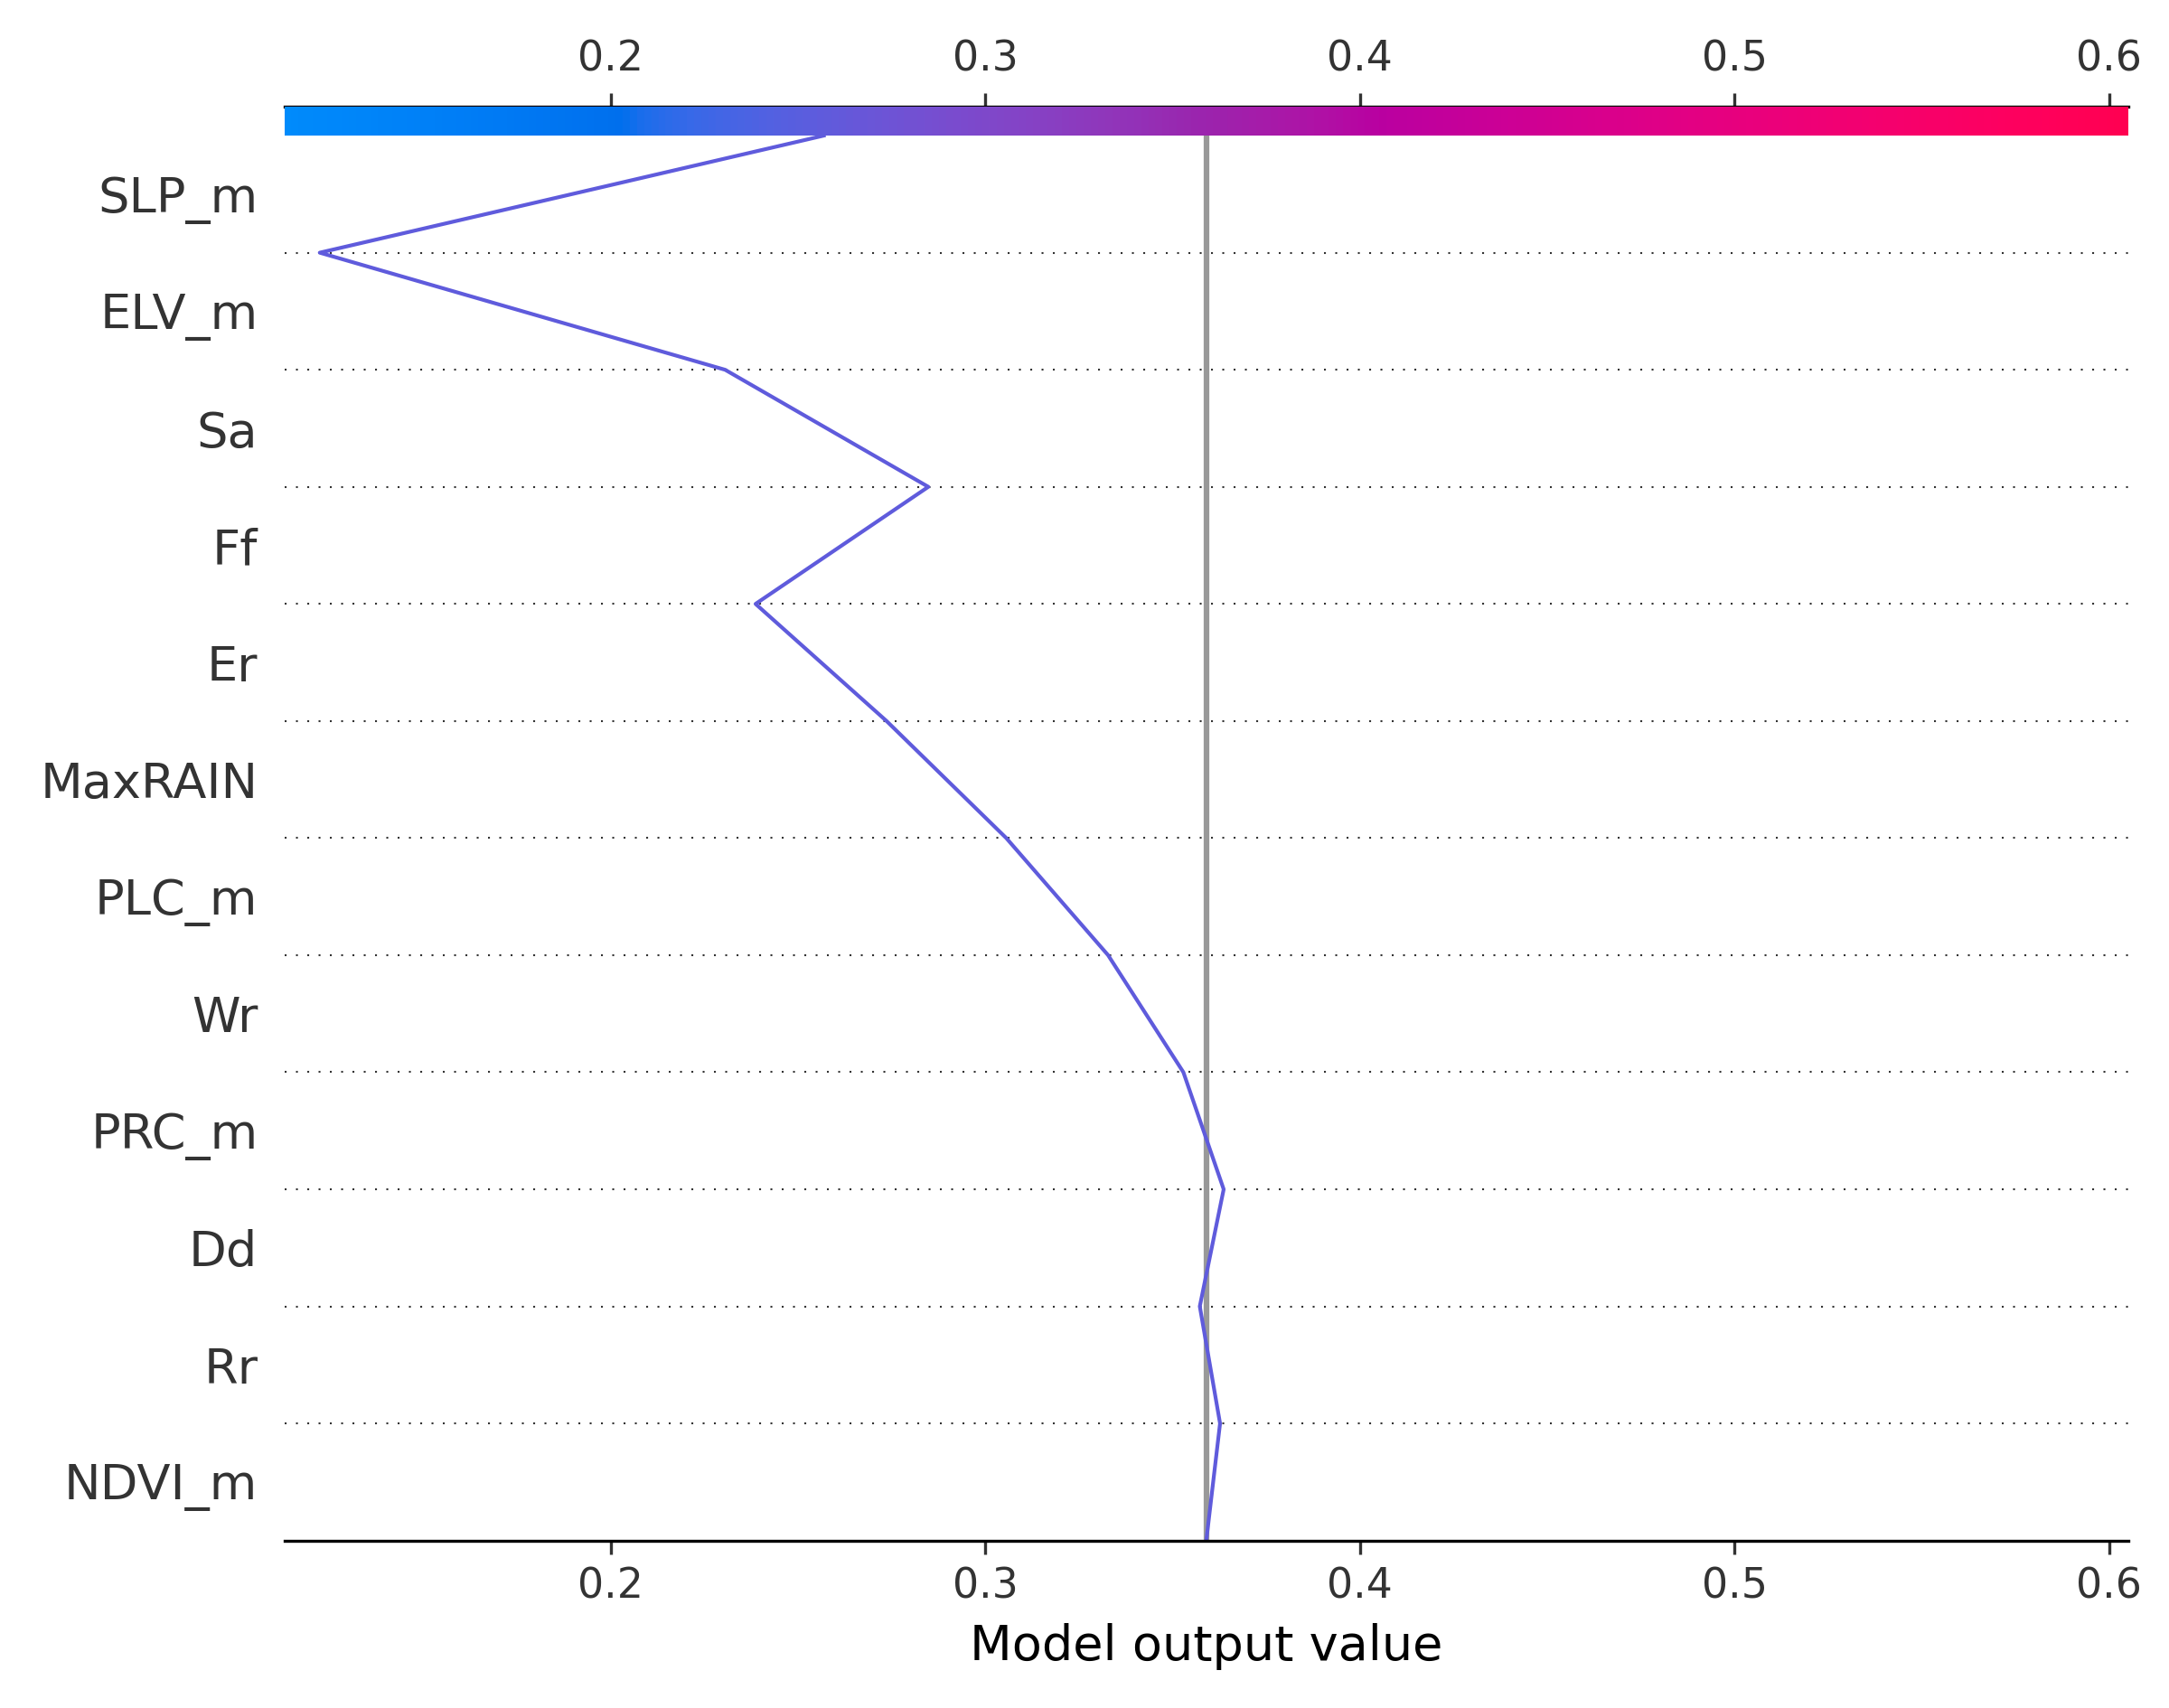 0.2 0.3 0.4 0.5 0.6
SLP_m
ELV_m
Sa
Ff
Er
MaxRAIN
PLC_m
Wr
PRC_m
Dd
Rr
NDVI_m
0.2 0.3 0.4 0.5 0.6
Model output value